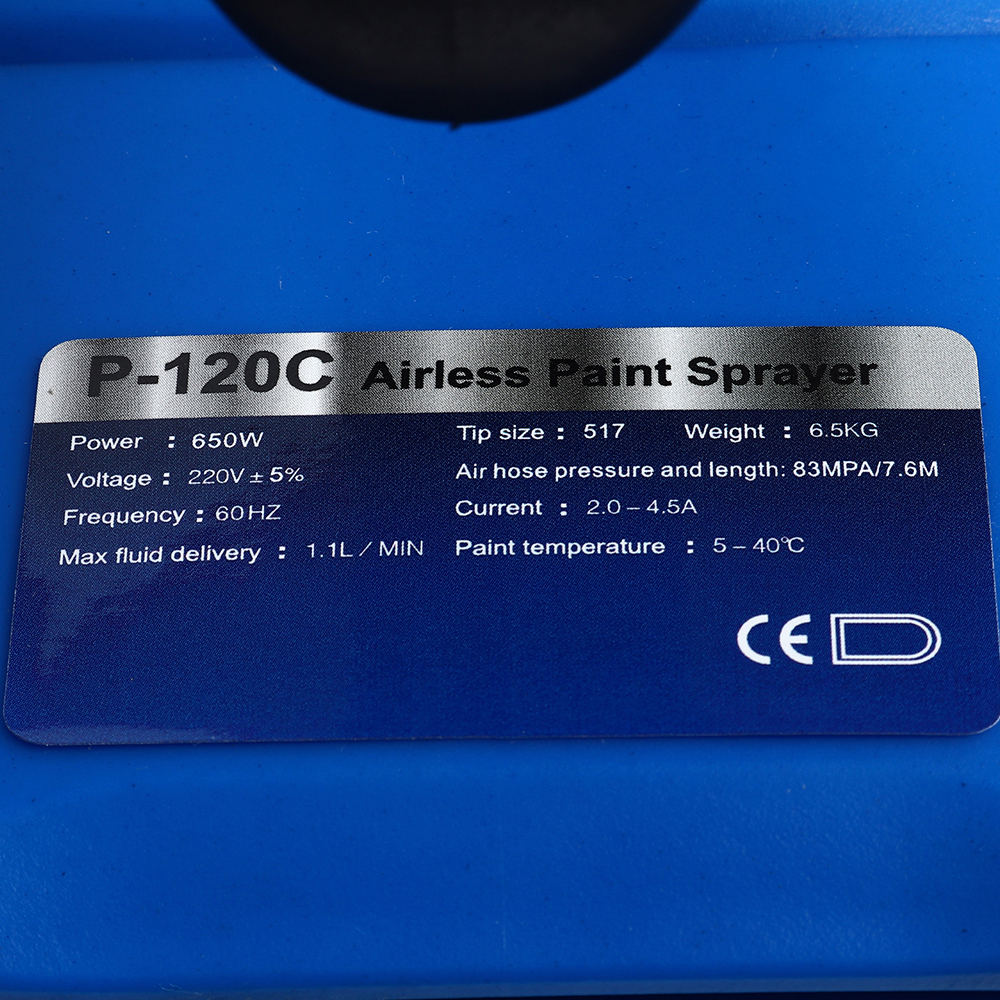 P-120C Airless Paint Sprayer
Power : 650W
Voltage : 220V ± 5%
Frequency : 60HZ
Max fluid delivery : 1.1L / MIN
Tip size : 517 Weight : 6.5KG
Air hose pressure and length: 83MPA/7.6M
Current : 2.0 – 4.5A
Paint temperature : 5 – 40℃
CE